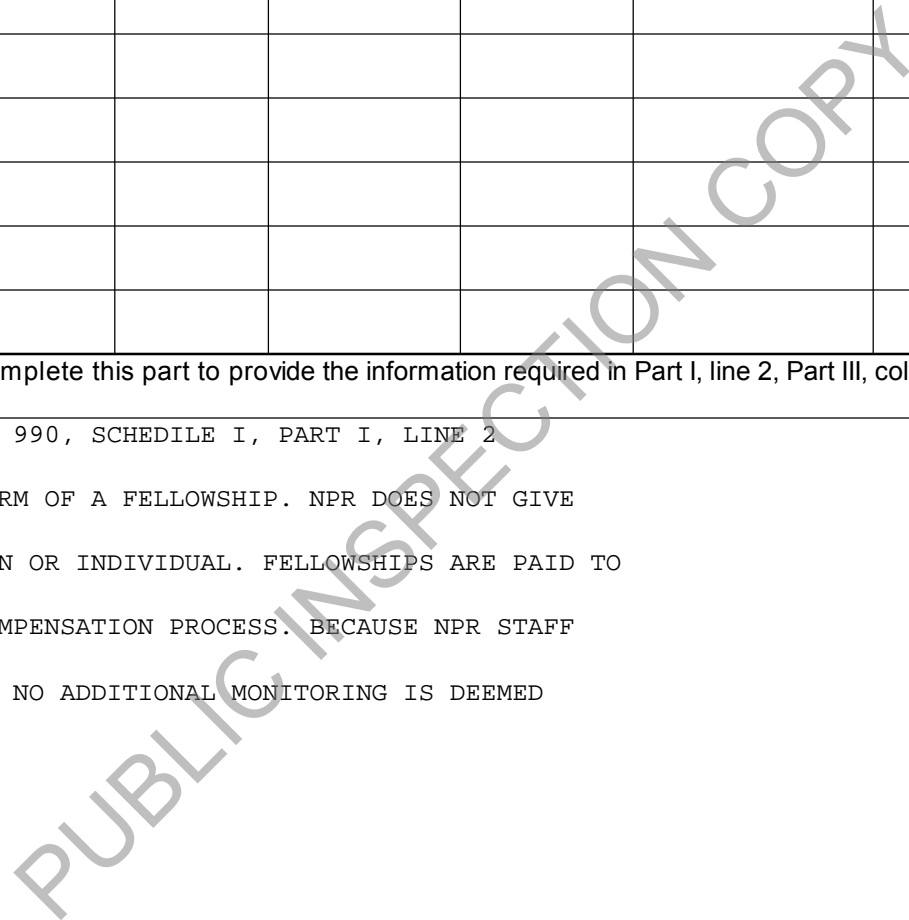 mplete this part to provide the information required in Part I, line 2, Part III, col
990, SCHEDILE I, PART I, LINE 2
RM OF A FELLOWSHIP. NPR DOES NOT GIVE
N OR INDIVIDUAL. FELLOWSHIPS ARE PAID TO
MPENSATION PROCESS. BECAUSE NPR STAFF
NO ADDITIONAL MONITORING IS DEEMED
PUBLIC INSPECTION COPY